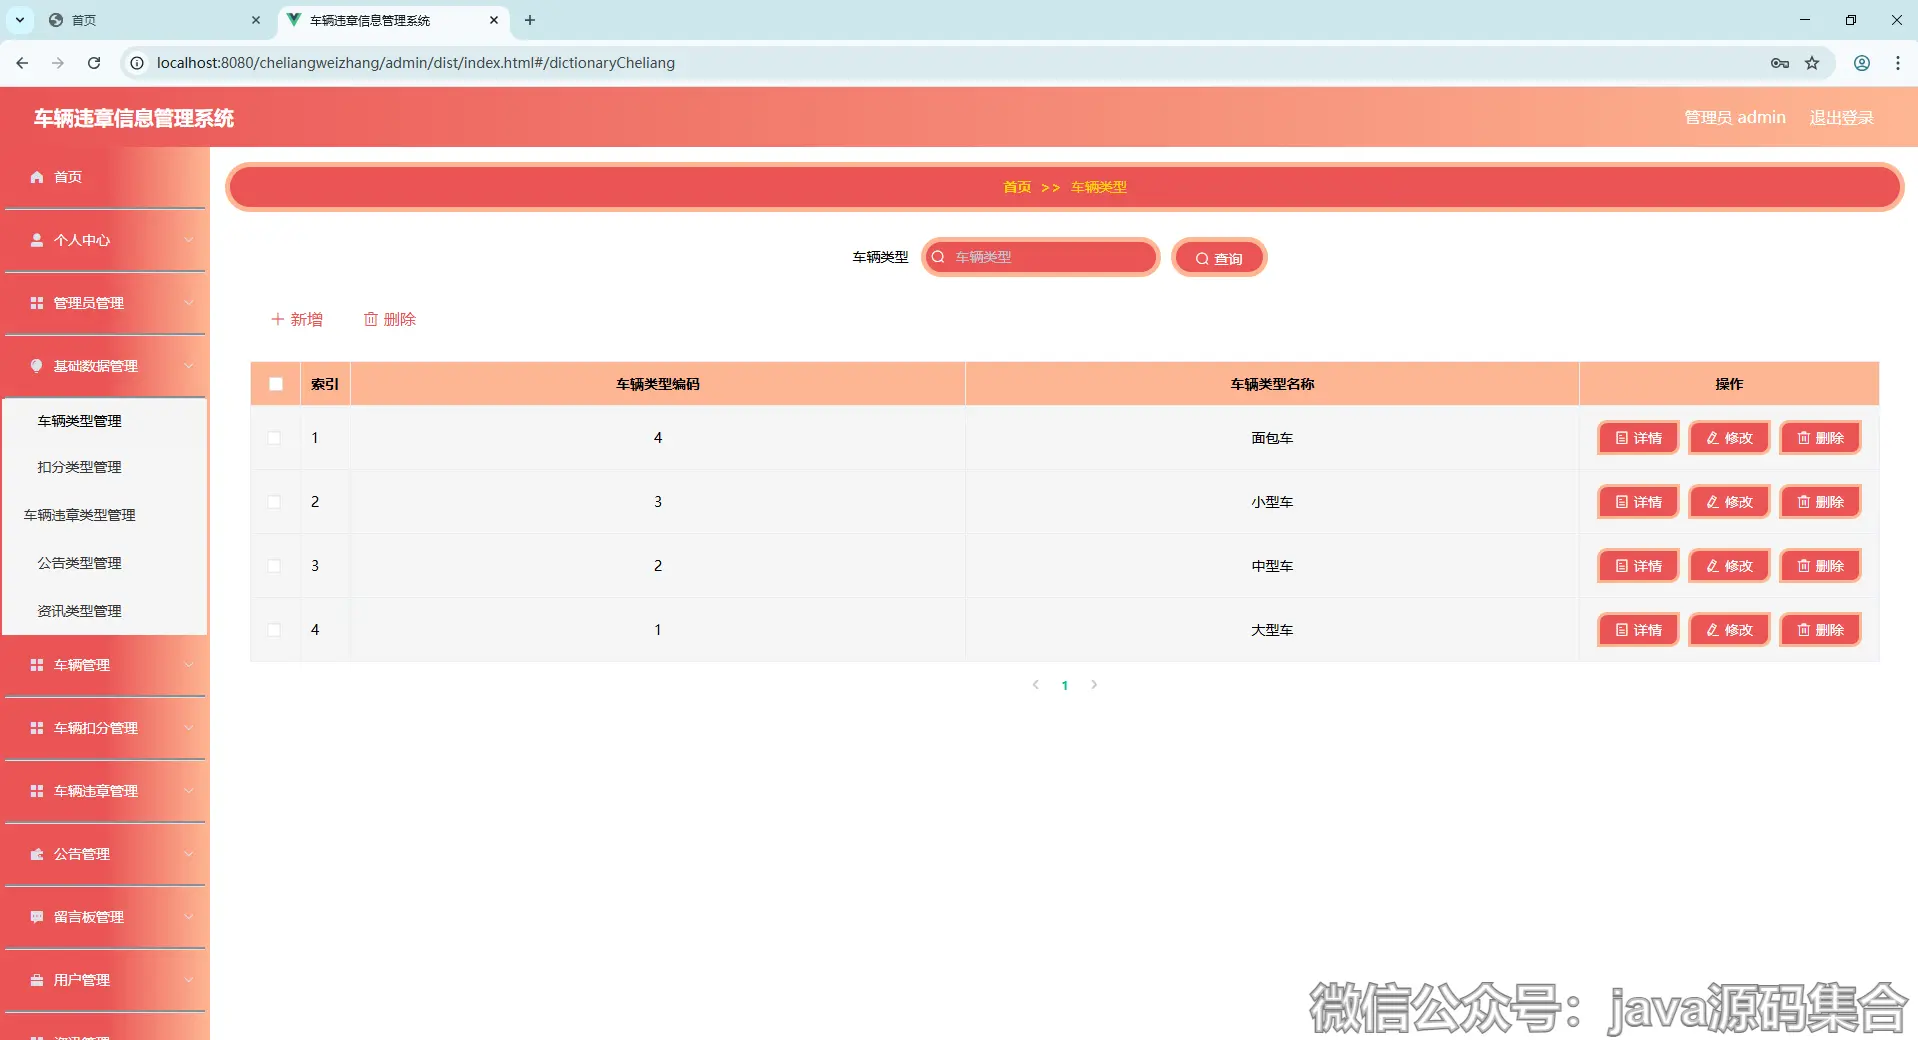 首页
车辆违章信息管理系统
localhost:8080/cheliangweizhang/admin/dist/index.html#/dictionaryCheliang
车辆违章信息管理系统
管理员 admin
退出登录
首页
个人中心
管理员管理
基础数据管理
车辆类型管理
扣分类型管理
车辆违章类型管理
公告类型管理
资讯类型管理
车辆管理
车辆扣分管理
车辆违章管理
公告管理
留言板管理
用户管理
资讯管理
首页 >> 车辆类型
车辆类型 车辆类型 查询
新增 删除
索引 车辆类型编码 车辆类型名称 操作
1 4 面包车 详情 修改 删除
2 3 小型车 详情 修改 删除
3 2 中型车 详情 修改 删除
4 1 大型车 详情 修改 删除
1
微信公众号：java源码集合